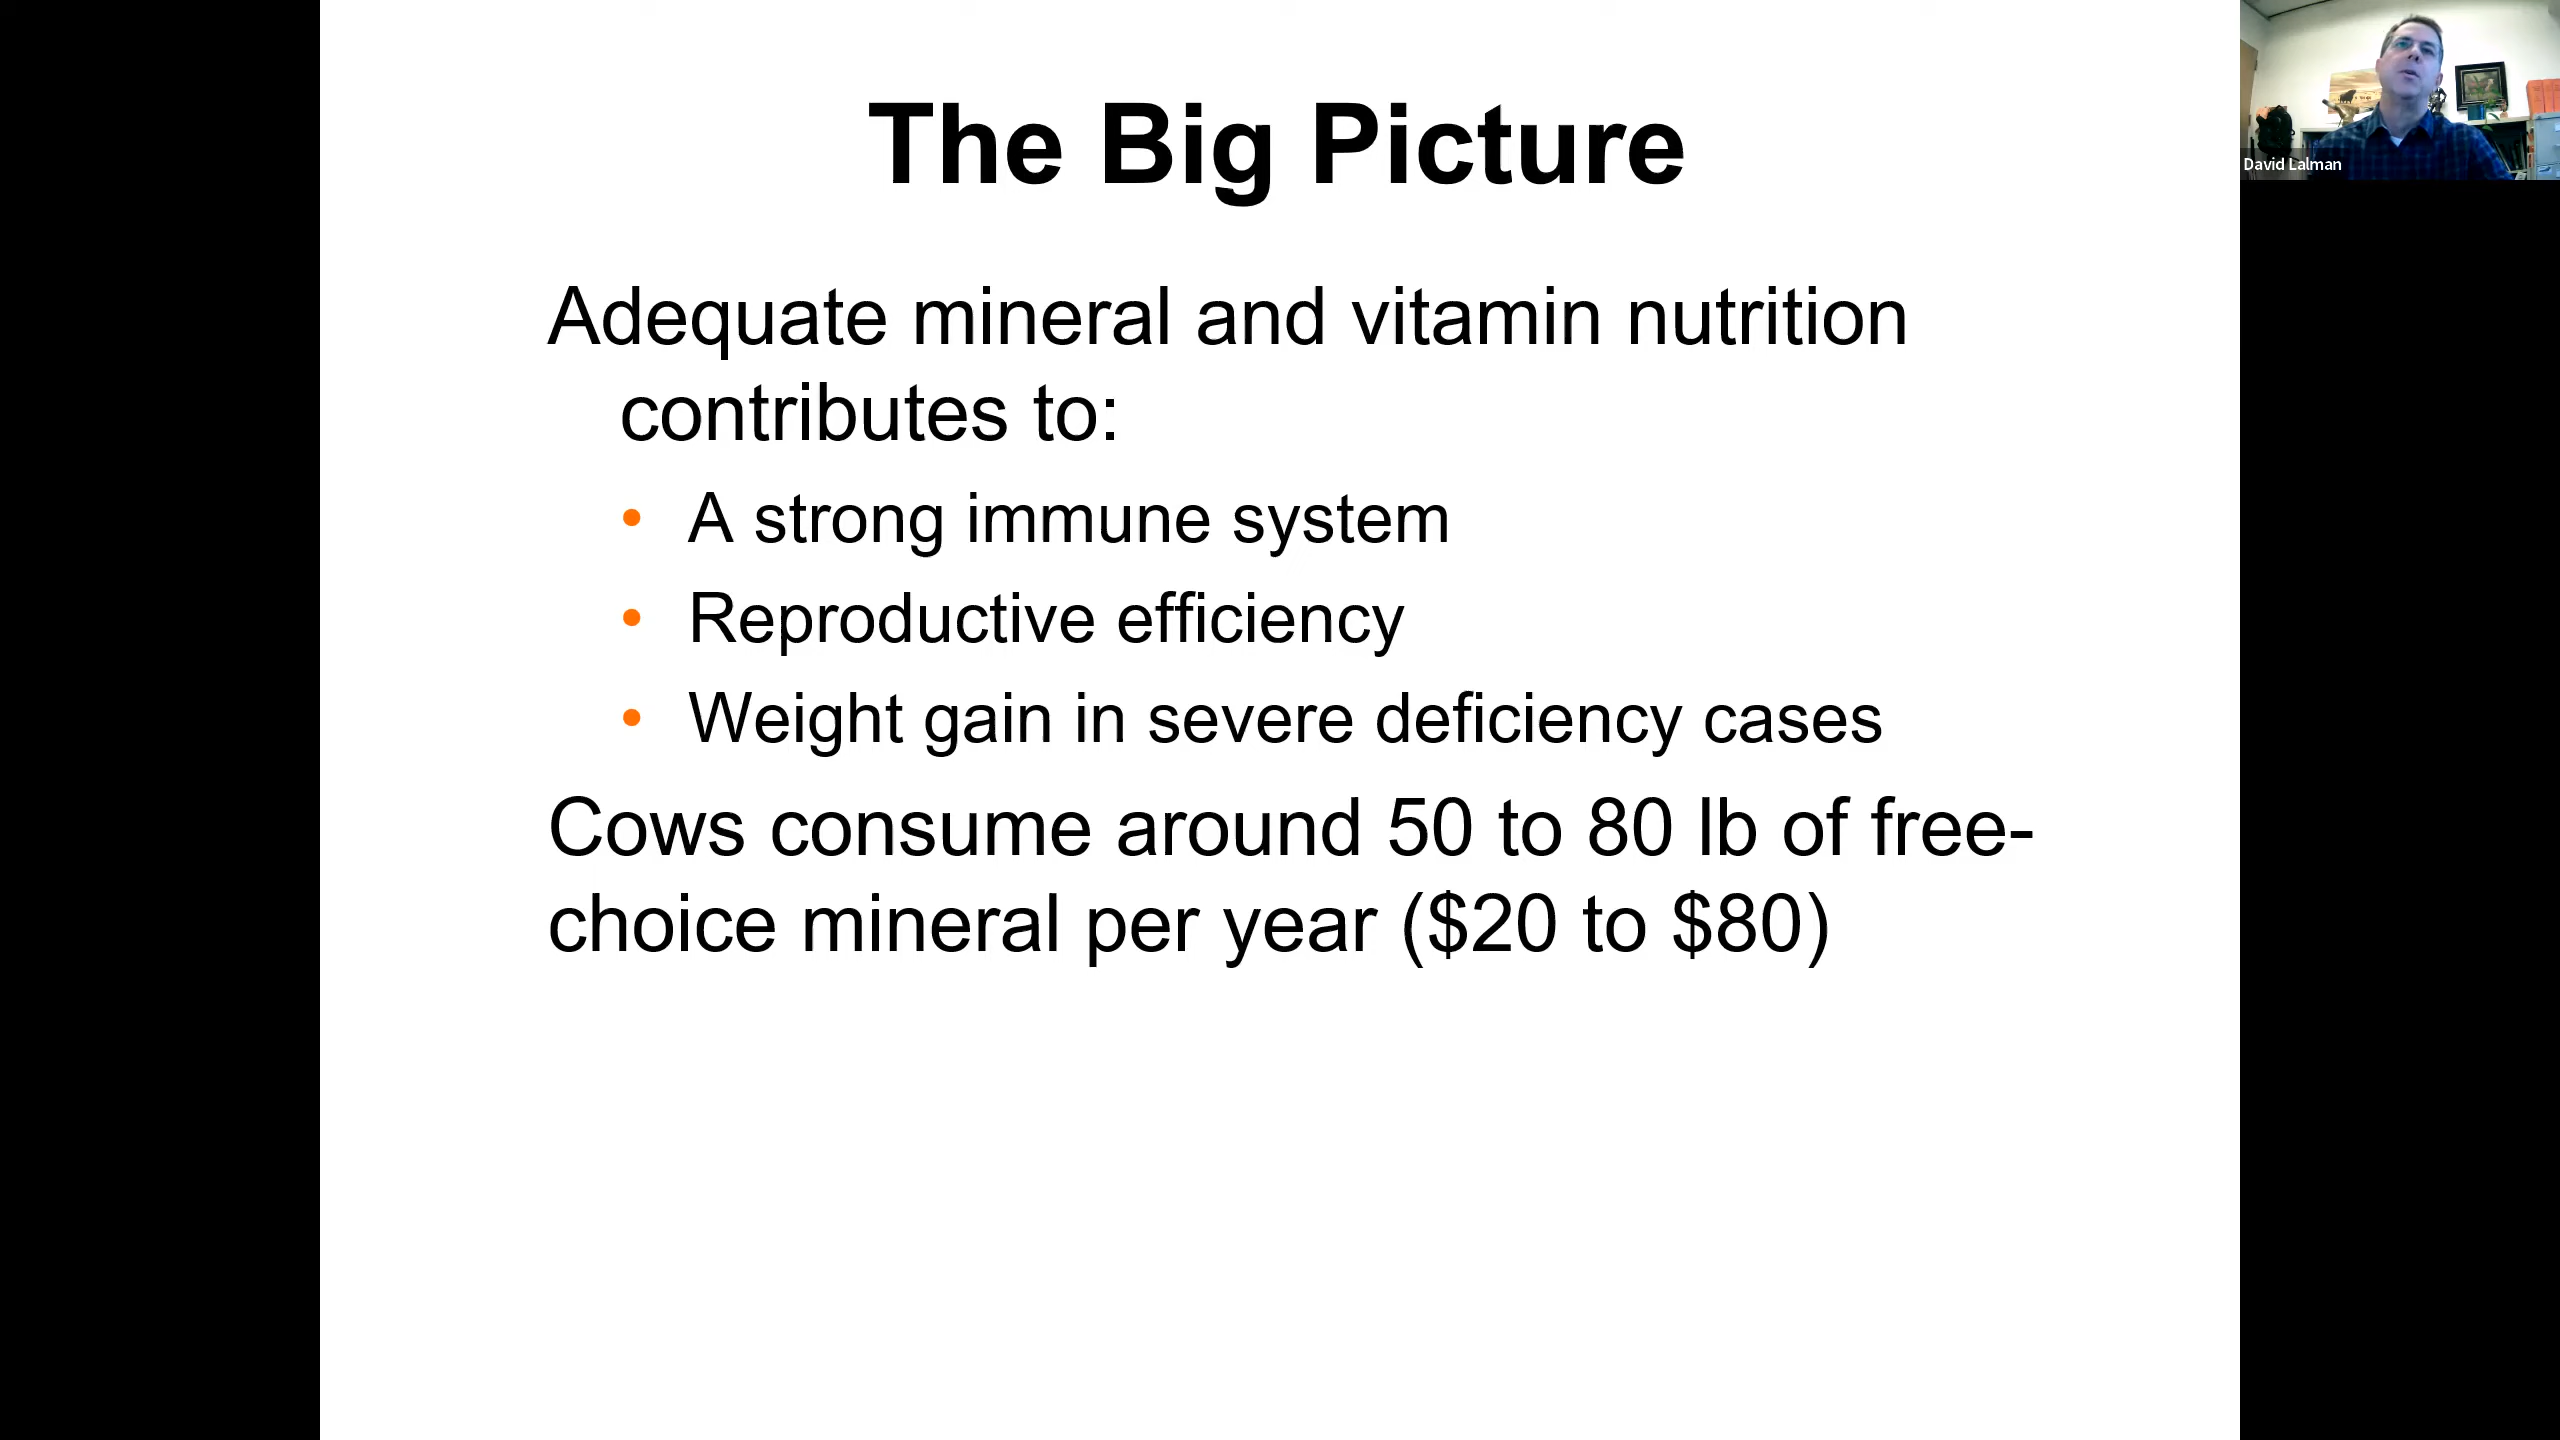 The Big Picture
David Lalman
Adequate mineral and vitamin nutrition
contributes to:
• A strong immune system
• Reproductive efficiency
• Weight gain in severe deficiency cases
Cows consume around 50 to 80 lb of free-
choice mineral per year ($20 to $80)